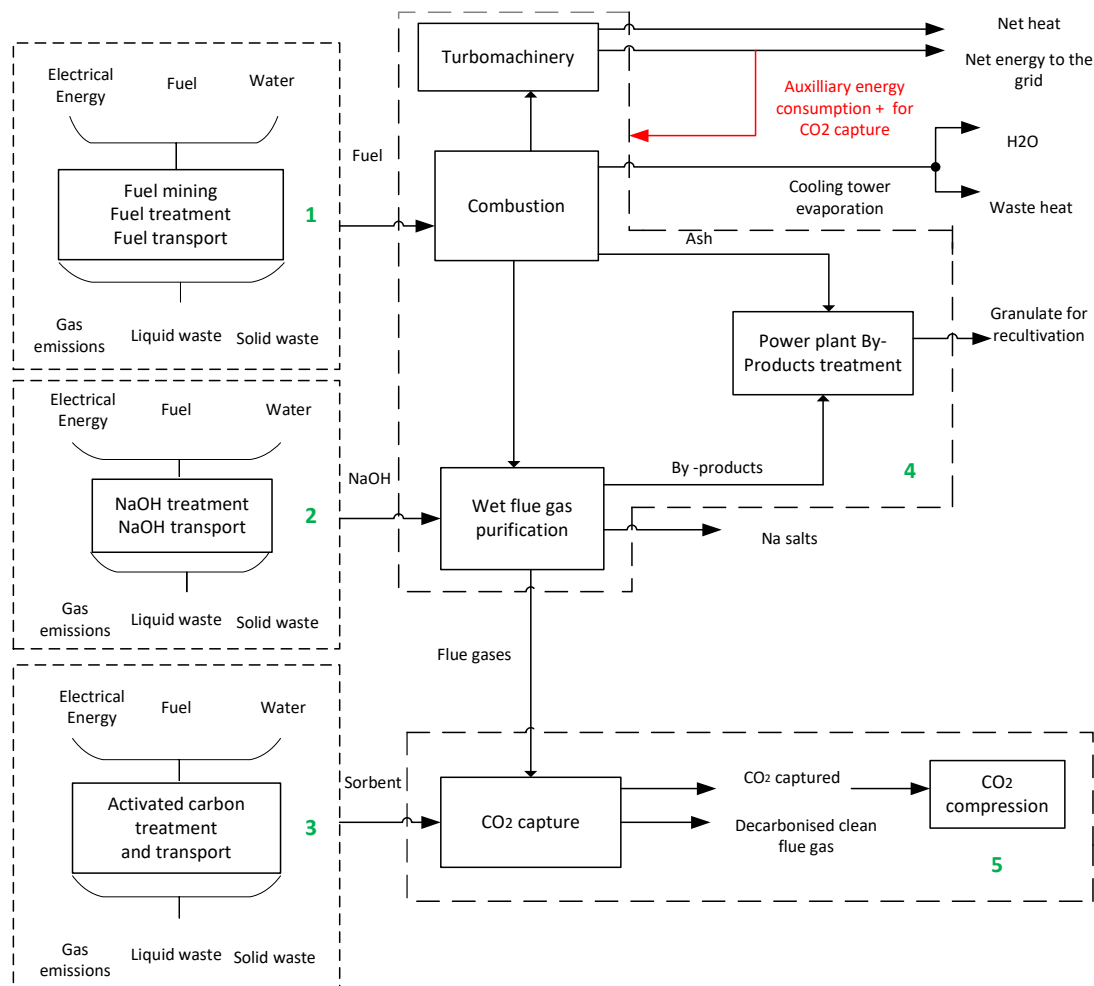 Electrical
Energy
Fuel
Water
Fuel mining
Fuel treatment
Fuel transport
1
Gas
emissions
Liquid waste
Solid waste
Fuel
Electrical
Energy
Fuel
Water
NaOH treatment
NaOH transport
2
Gas
emissions
Liquid waste
Solid waste
NaOH
Electrical
Energy
Fuel
Water
Activated carbon
treatment
and transport
3
Gas
emissions
Liquid waste
Solid waste
Sorbent
Turbomachinery
Net heat
Net energy to the
grid
Auxilliary energy
consumption + for
CO2 capture
Combustion
H2O
Cooling tower
evaporation
Waste heat
Ash
Power plant By-
Products treatment
Granulate for
recultivation
By -products
4
Wet flue gas
purification
Na salts
Flue gases
CO2 capture
CO2 captured
Decarbonised clean
flue gas
CO2
compression
5